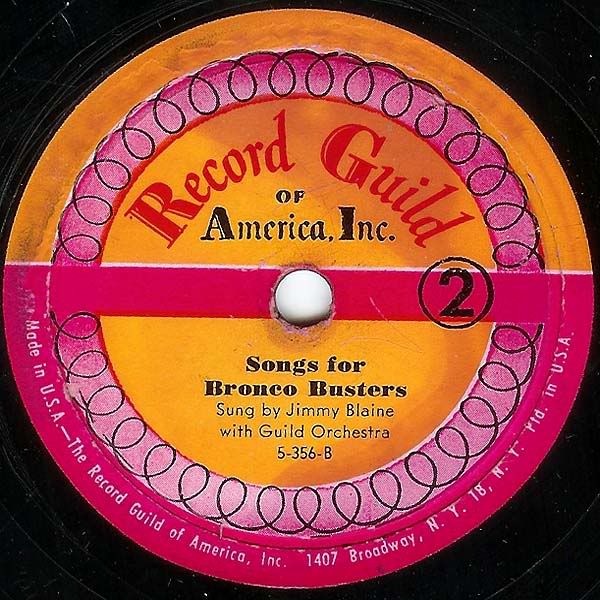 Record Guild
OF
America, Inc.
2
Songs for
Bronco Busters
Sung by Jimmy Blaine
with Guild Orchestra
5-356-B
Made in U.S.A.—The Record Guild of America, Inc. 1407 Broadway, N. Y. 18, N. Y. Ptd. in U.S.A.